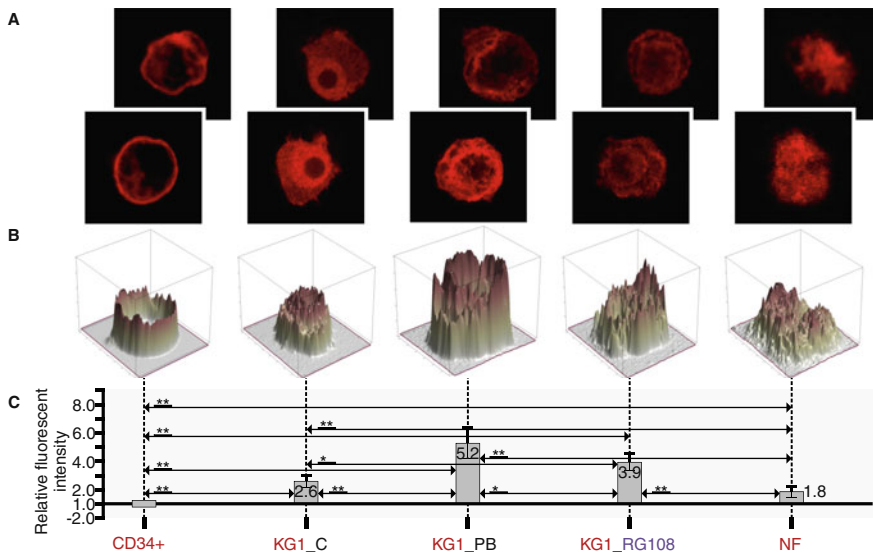 A
B
C
Relative fluorescent
intensity
8.0
6.0
4.0
2.0
1.0
-2.0
**
**
**
**
*
**
**
5.2
3.9
2.6
**
**
*
**
1.8
CD34+
KG1_C
KG1_PB
KG1_RG108
NF